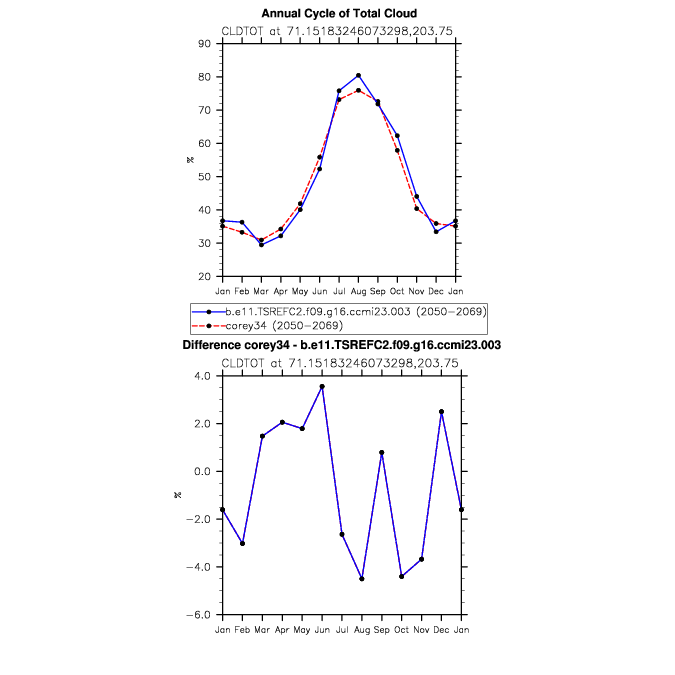 Annual Cycle of Total Cloud
CLDTOT at 71.15183246073298,203.75
90
80
70
60
50
40
30
20
%
Jan Feb Mar Apr May Jun Jul Aug Sep Oct Nov Dec Jan
b.e11.TSREFC2.f09.g16.ccmi23.003 (2050-2069)
corey34 (2050-2069)
Difference corey34 - b.e11.TSREFC2.f09.g16.ccmi23.003
CLDTOT at 71.15183246073298,203.75
4.0
2.0
0.0
-2.0
-4.0
-6.0
%
Jan Feb Mar Apr May Jun Jul Aug Sep Oct Nov Dec Jan